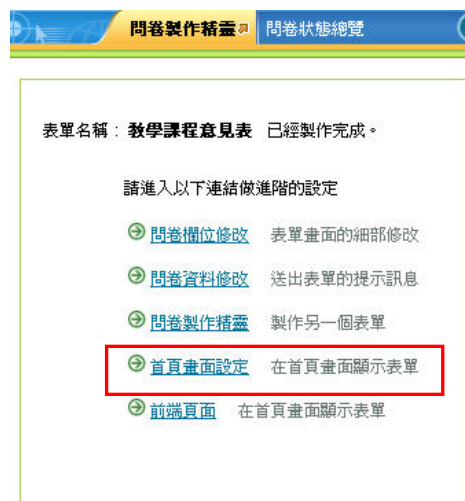 問卷製作精靈 問卷狀態總覽
表單名稱：教學課程意見表 已經製作完成。
請進入以下連結做進階的設定
問卷欄位修改 表單畫面的細部修改
問卷資料修改 送出表單的提示訊息
問卷製作精靈 製作另一個表單
首頁畫面設定 在首頁畫面顯示表單
前端頁面 在首頁畫面顯示表單